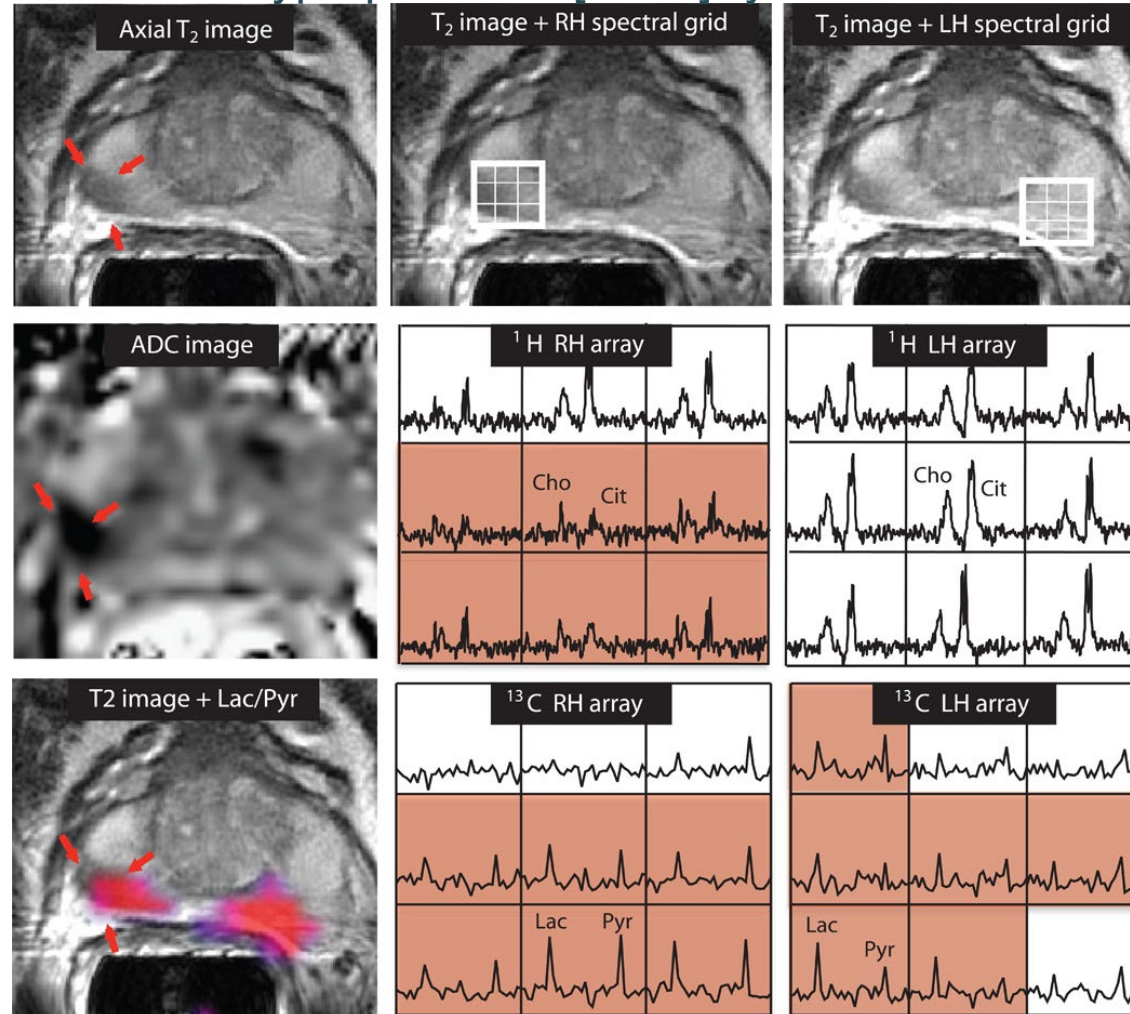 Axial T₂ image
T₂ image + RH spectral grid
T₂ image + LH spectral grid
ADC image
¹H RH array
¹H LH array
Cho
Cit
Cho
Cit
T2 image + Lac/Pyr
¹³C RH array
¹³C LH array
Lac
Pyr
Lac
Pyr